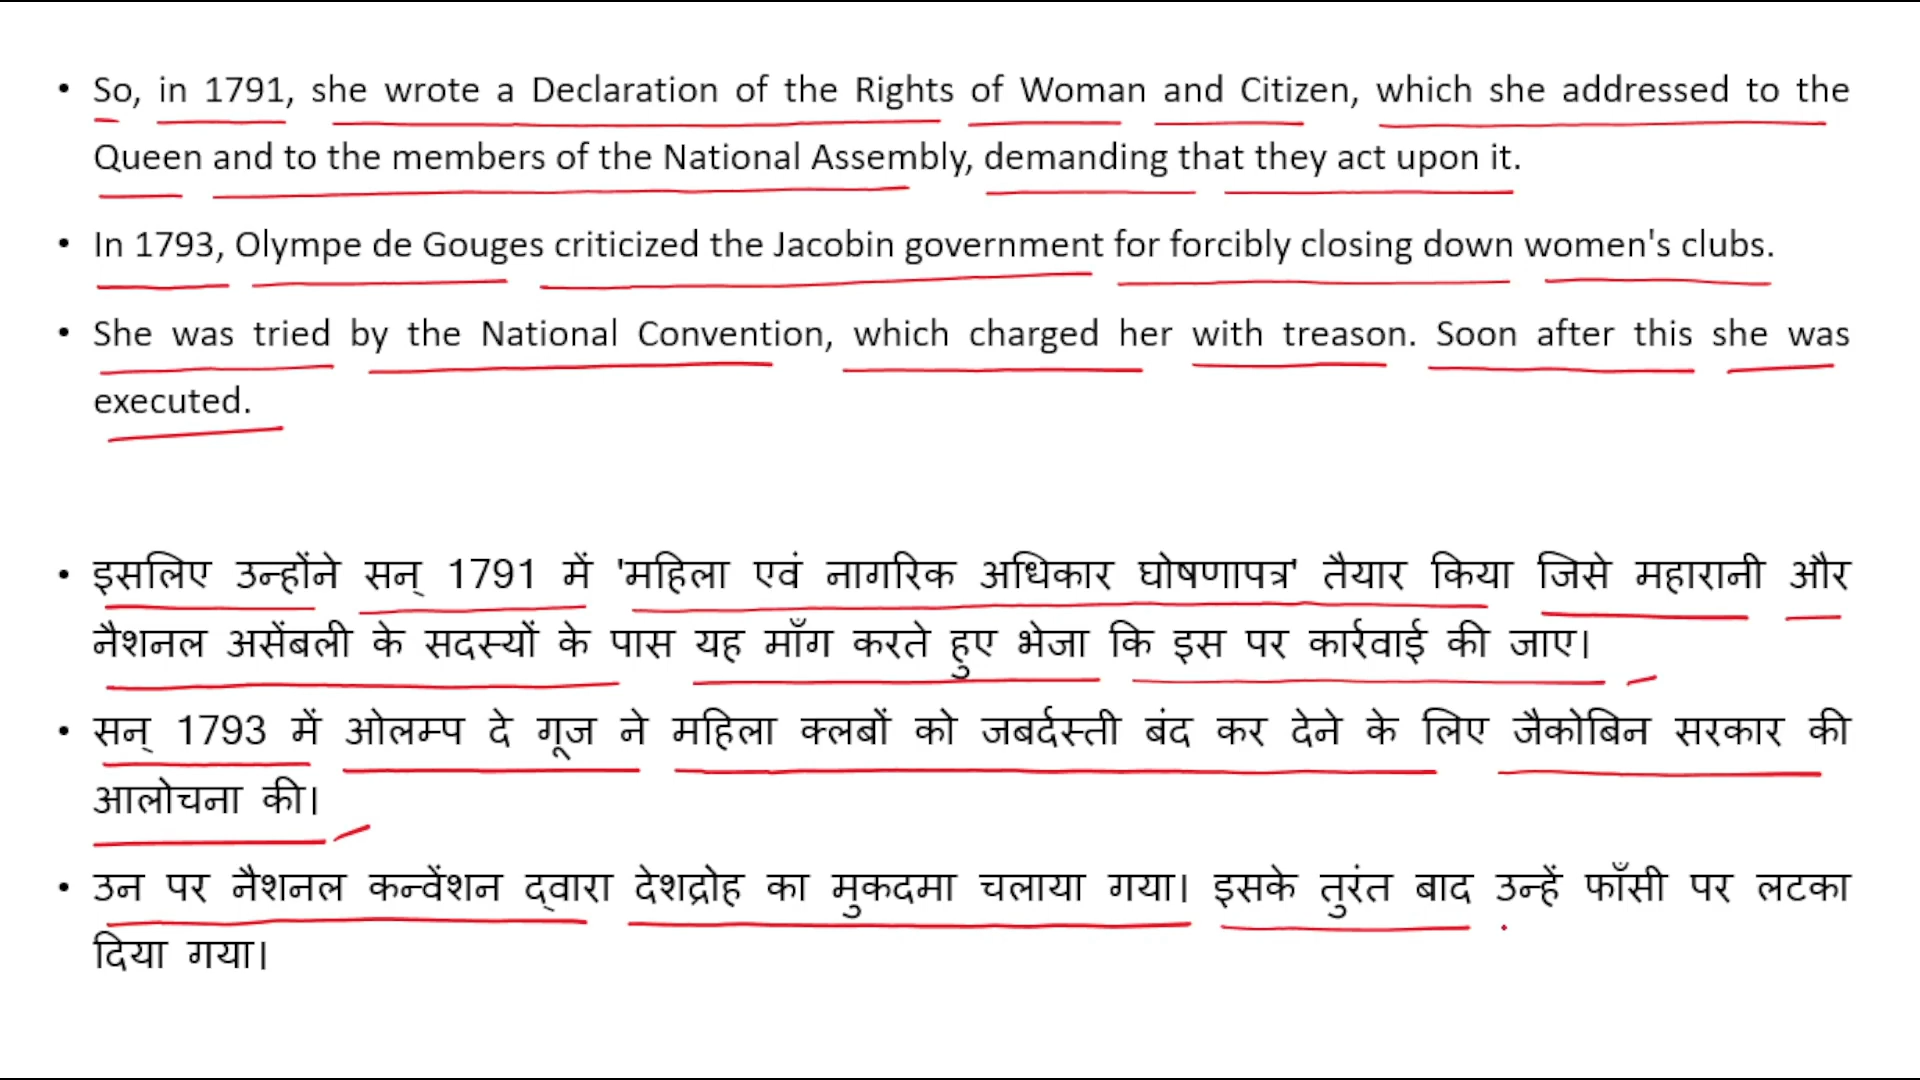 • So, in 1791, she wrote a Declaration of the Rights of Woman and Citizen, which she addressed to the
Queen and to the members of the National Assembly, demanding that they act upon it.
• In 1793, Olympe de Gouges criticized the Jacobin government for forcibly closing down women's clubs.
• She was tried by the National Convention, which charged her with treason. Soon after this she was
executed.
• इसलिए उन्होंने सन् 1791 में 'महिला एवं नागरिक अधिकार घोषणापत्र' तैयार किया जिसे महारानी और
नैशनल असेंबली के सदस्यों के पास यह माँग करते हुए भेजा कि इस पर कार्रवाई की जाए।
• सन् 1793 में ओलम्प दे गूज ने महिला क्लबों को जबर्दस्ती बंद कर देने के लिए जैकोबिन सरकार की
आलोचना की।
• उन पर नैशनल कन्वेंशन द्वारा देशद्रोह का मुकदमा चलाया गया। इसके तुरंत बाद उन्हें फाँसी पर लटका
दिया गया।